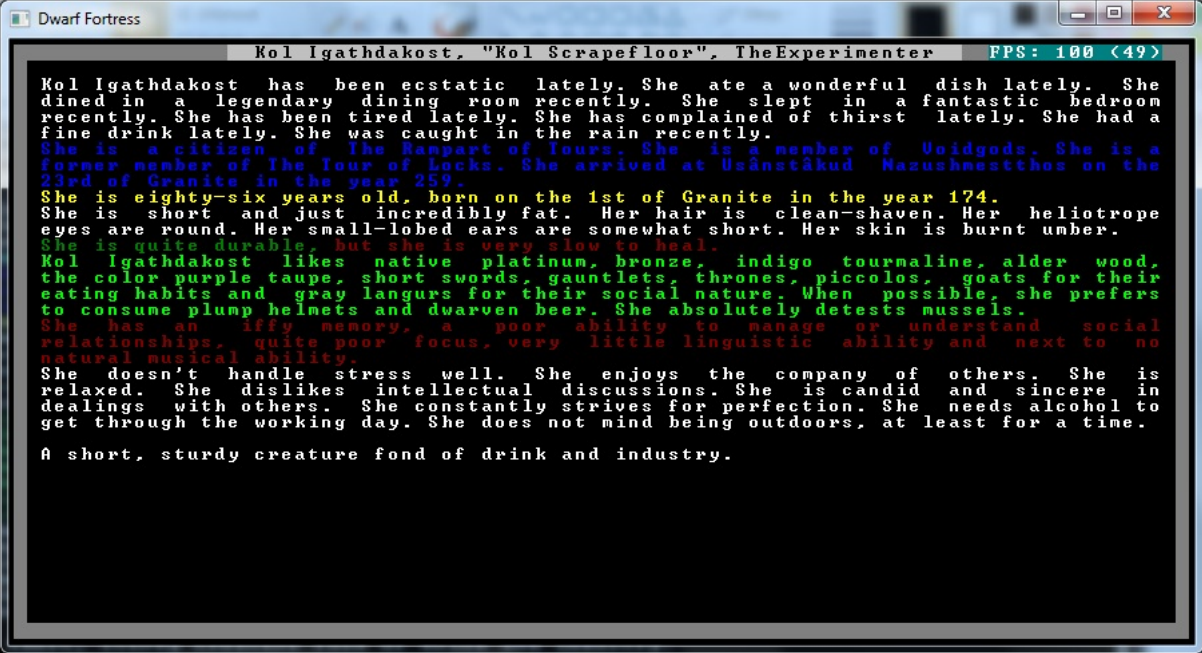 Dwarf Fortress
Kol Igathdakost, "Kol Scrapefloor", TheExperimenter FPS: 100 (49)
Kol Igathdakost has been ecstatic lately. She ate a wonderful dish lately. She
dined in a legendary dining room recently. She slept in a fantastic bedroom
recently. She has been tired lately. She has complained of thirst lately. She had a
fine drink lately. She was caught in the rain recently.
She is a citizen of The Rampart of Tours. She is a member of Voidgods. She is a
former member of The Tour of Locks. She arrived at Usânstâkud Nazushmestthos on the
23rd of Granite in the year 259.
She is eighty-six years old, born on the 1st of Granite in the year 174.
She is short and just incredibly fat. Her hair is clean-shaven. Her heliotrope
eyes are round. Her small-lobed ears are somewhat short. Her skin is burnt umber.
She is quite durable, but she is very slow to heal.
Kol Igathdakost likes native platinum, bronze, indigo tourmaline, alder wood,
the color purple taupe, short swords, gauntlets, thrones, piccolos, goats for their
eating habits and gray langurs for their social nature. When possible, she prefers
to consume plump helmets and dwarven beer. She absolutely detests mussels.
She has an iffy memory, a poor ability to manage or understand social
relationships, quite poor focus, very little linguistic ability and next to no
natural musical ability.
She doesn't handle stress well. She enjoys the company of others. She is
relaxed. She dislikes intellectual discussions. She is candid and sincere in
dealings with others. She constantly strives for perfection. She needs alcohol to
get through the working day. She does not mind being outdoors, at least for a time.
A short, sturdy creature fond of drink and industry.